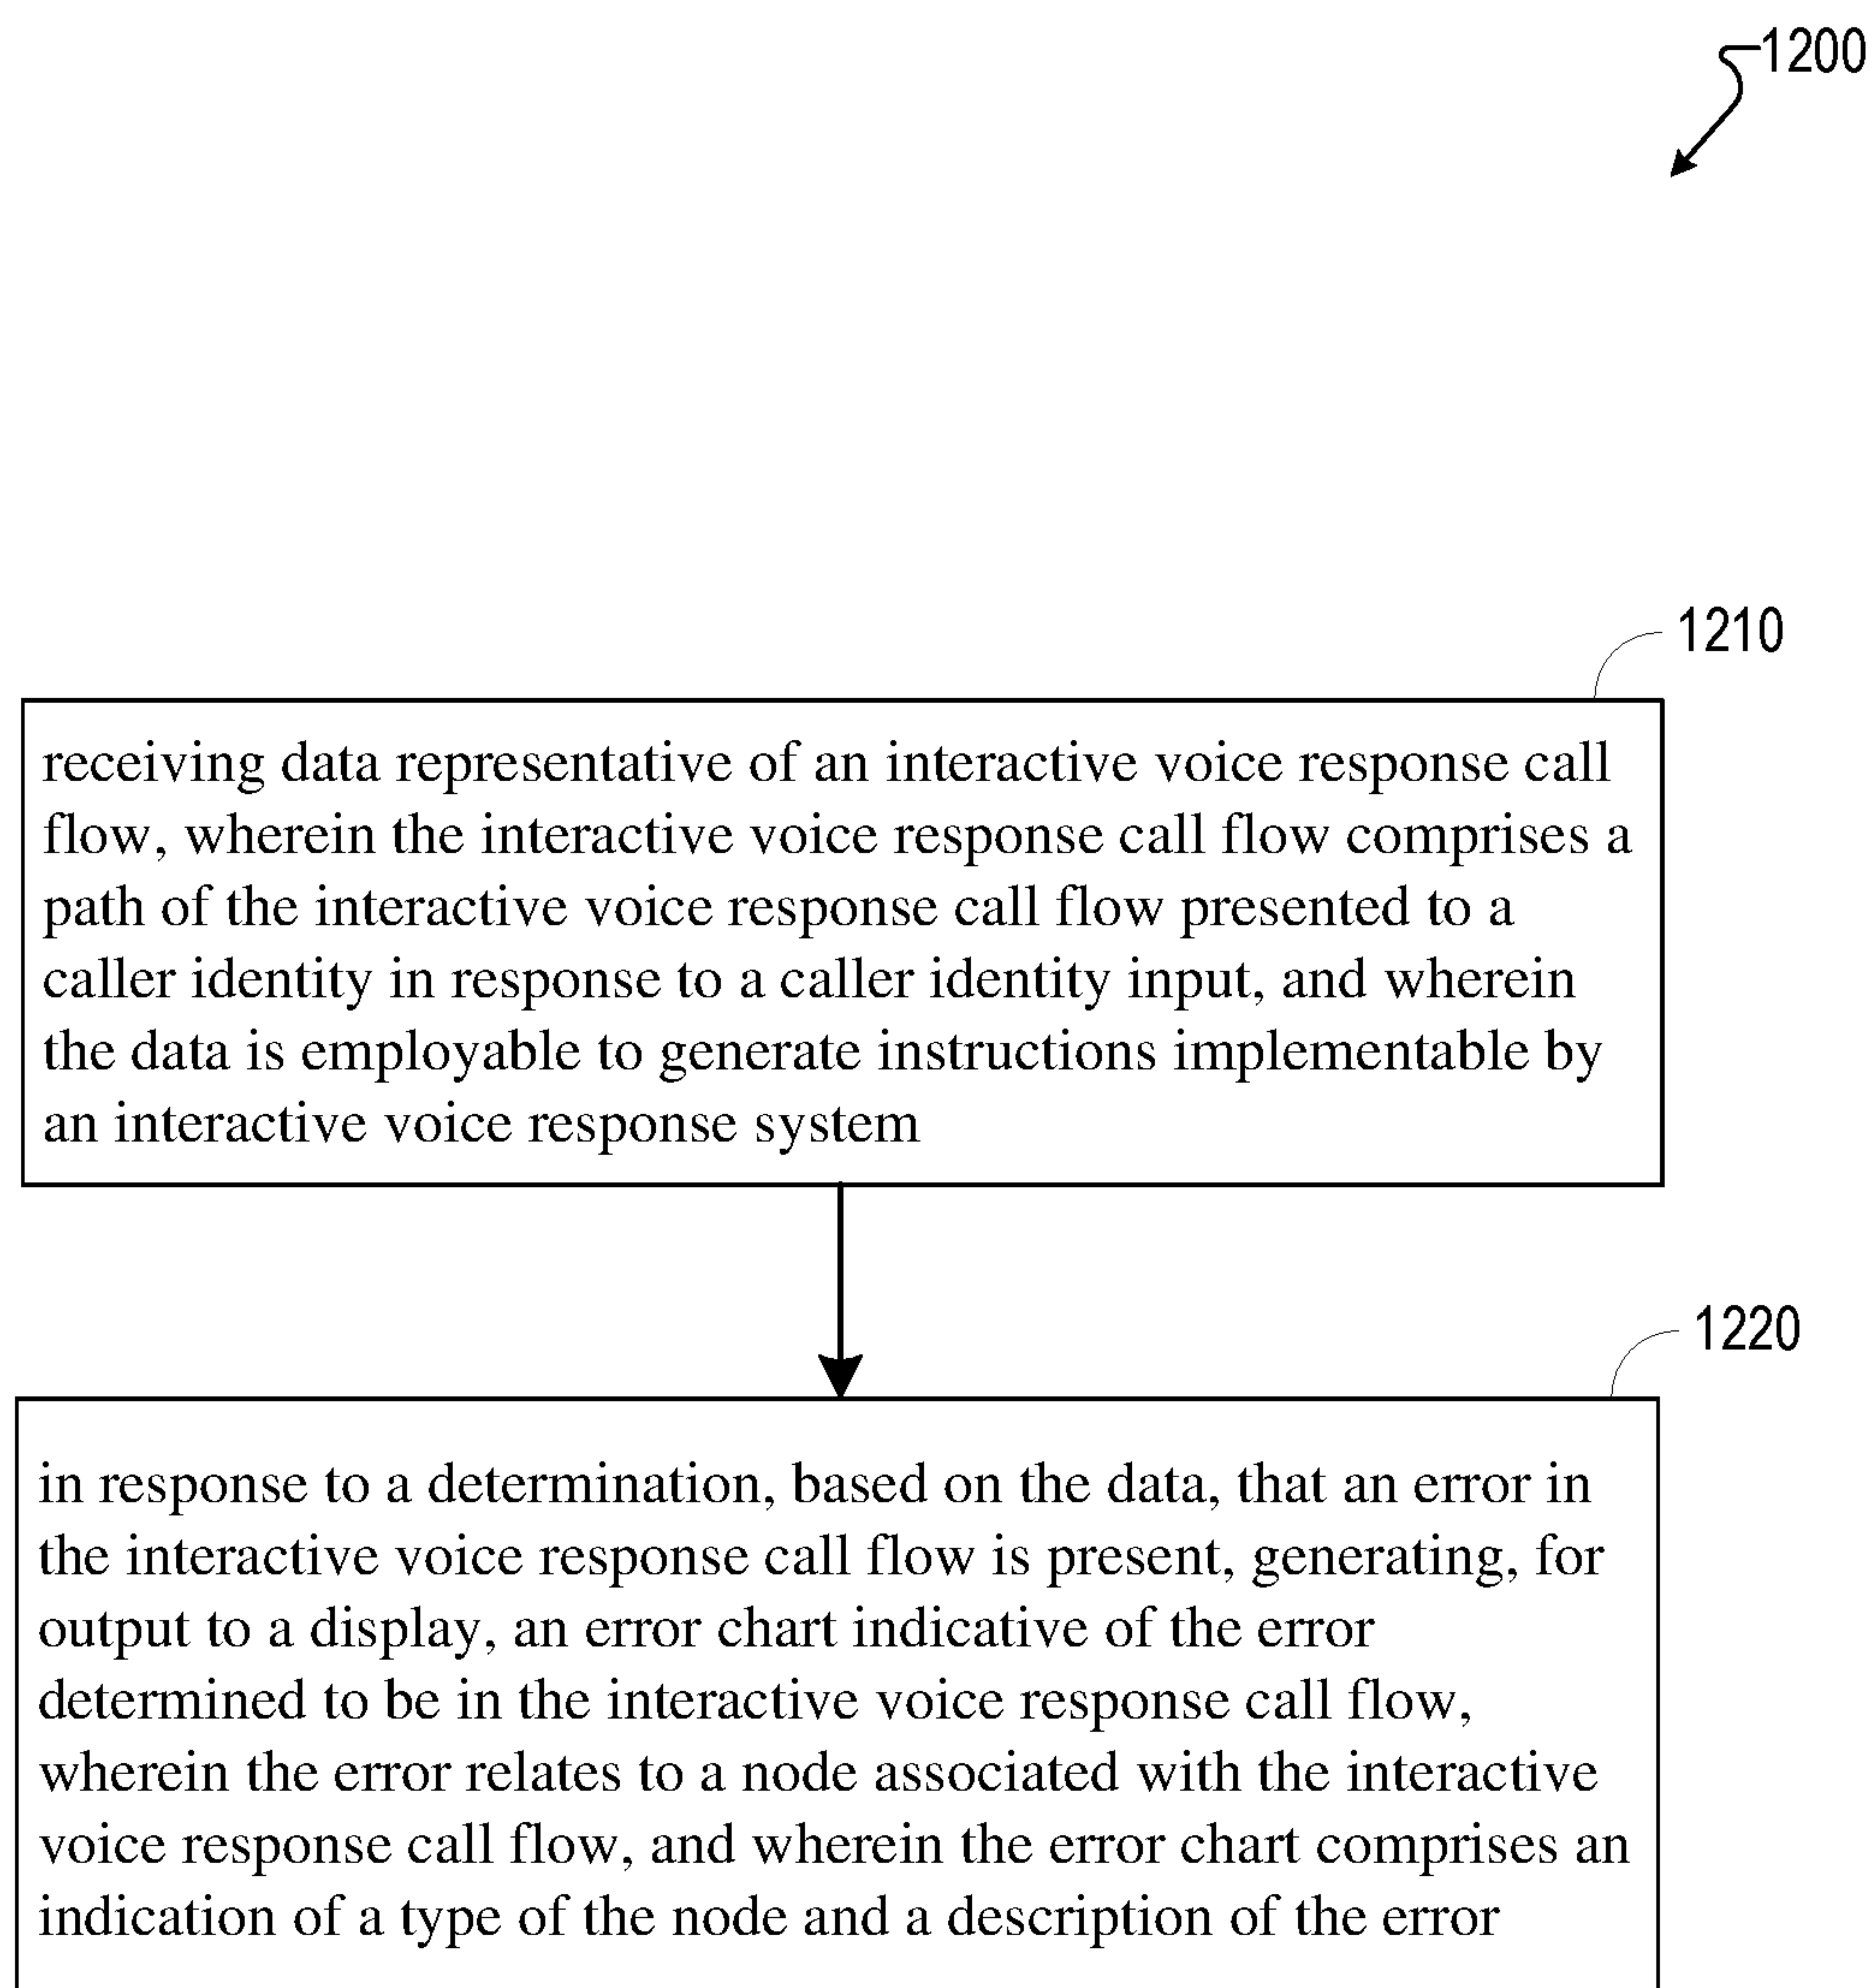 1200
1210
receiving data representative of an interactive voice response call
flow, wherein the interactive voice response call flow comprises a
path of the interactive voice response call flow presented to a
caller identity in response to a caller identity input, and wherein
the data is employable to generate instructions implementable by
an interactive voice response system
1220
in response to a determination, based on the data, that an error in
the interactive voice response call flow is present, generating, for
output to a display, an error chart indicative of the error
determined to be in the interactive voice response call flow,
wherein the error relates to a node associated with the interactive
voice response call flow, and wherein the error chart comprises an
indication of a type of the node and a description of the error